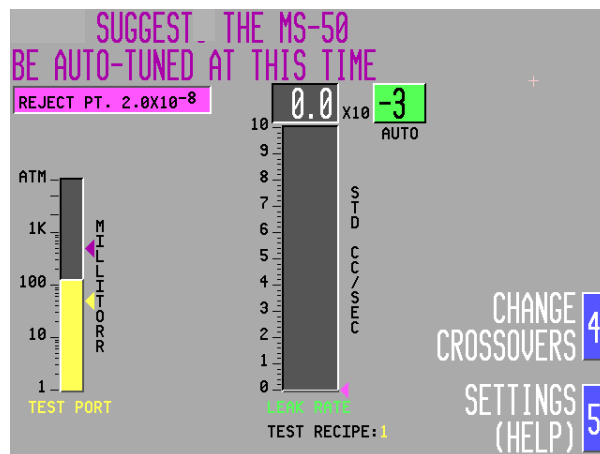 SUGGEST THE MS-50
BE AUTO-TUNED AT THIS TIME
REJECT PT. 2.0X10-8
0.0 X10 -3
AUTO
10
9
8
7
6
5
4
3
2
1
0
STD CC/SEC
LEAK RATE
TEST RECIPE:1
ATM
1K
100
10
1
MILLITORR
TEST PORT
CHANGE
CROSSOVERS 4
SETTINGS
(HELP) 5